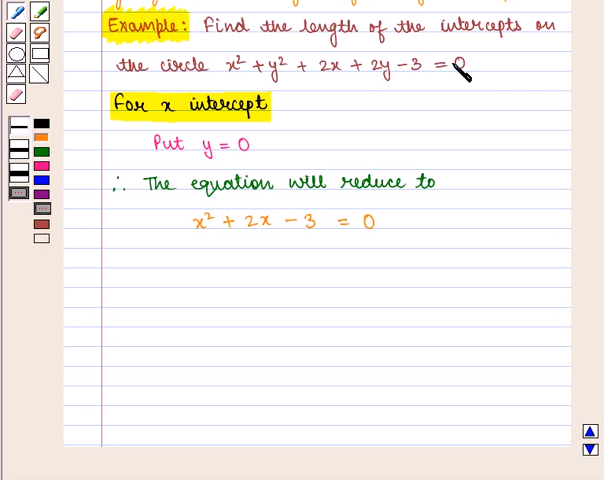 Example: Find the length of the intercepts on
the circle x² + y² + 2x + 2y - 3 = 0
For x intercept
Put y = 0
∴ The equation will reduce to
x² + 2x - 3 = 0